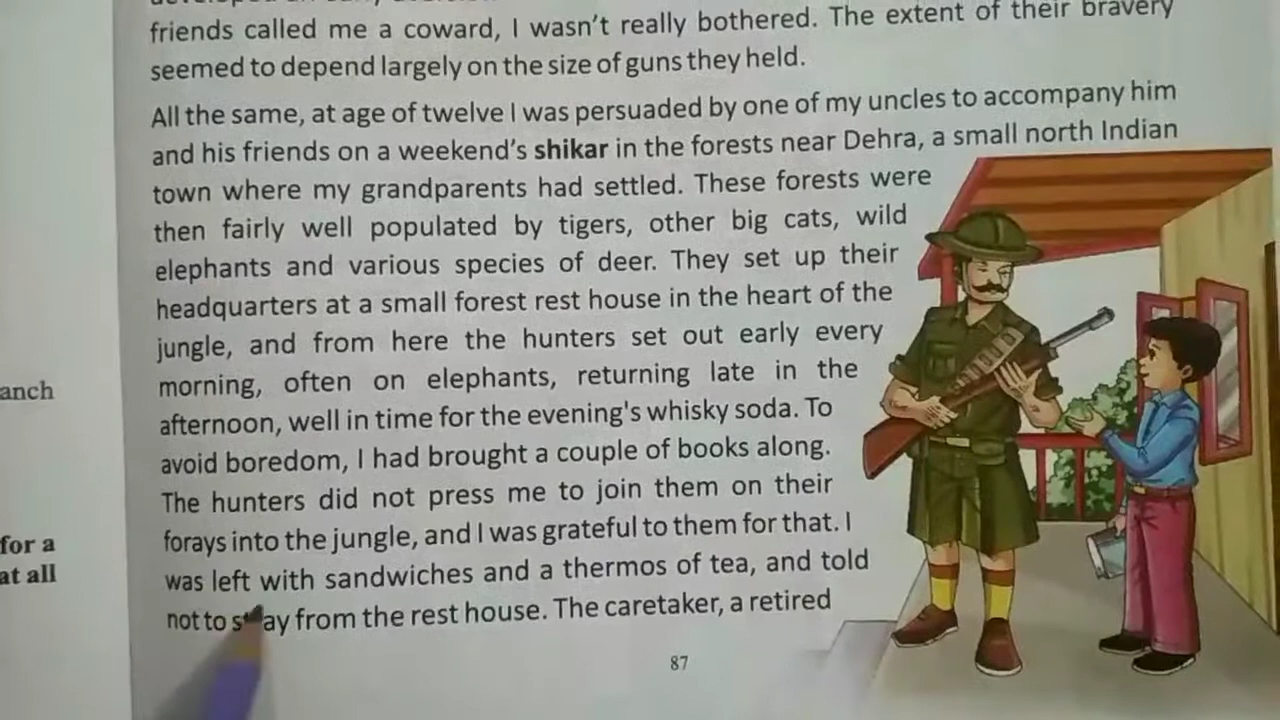 friends called me a coward, I wasn't really bothered. The extent of their bravery
seemed to depend largely on the size of guns they held.
All the same, at age of twelve I was persuaded by one of my uncles to accompany him
and his friends on a weekend's shikar in the forests near Dehra, a small north Indian
town where my grandparents had settled. These forests were
then fairly well populated by tigers, other big cats, wild
elephants and various species of deer. They set up their
headquarters at a small forest rest house in the heart of the
jungle, and from here the hunters set out early every
morning, often on elephants, returning late in the
afternoon, well in time for the evening's whisky soda. To
avoid boredom, I had brought a couple of books along.
The hunters did not press me to join them on their
forays into the jungle, and I was grateful to them for that. I
was left with sandwiches and a thermos of tea, and told
not to stray from the rest house. The caretaker, a retired
87
anch
for a
at all